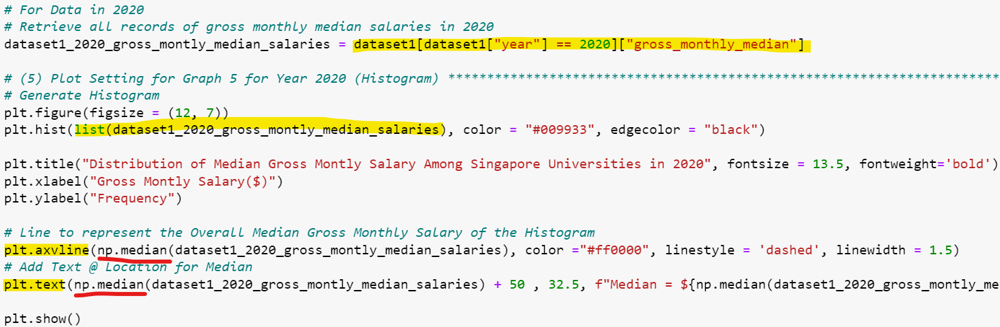 # For Data in 2020
# Retrieve all records of gross monthly median salaries in 2020
dataset1_2020_gross_montly_median_salaries = dataset1[dataset1["year"] == 2020]["gross_monthly_median"]
# (5) Plot Setting for Graph 5 for Year 2020 (Histogram) ***********************************************************************
# Generate Histogram
plt.figure(figsize = (12, 7))
plt.hist(list(dataset1_2020_gross_montly_median_salaries), color = "#009933", edgecolor = "black")
plt.title("Distribution of Median Gross Montly Salary Among Singapore Universities in 2020", fontsize = 13.5, fontweight='bold')
plt.xlabel("Gross Montly Salary($)")
plt.ylabel("Frequency")
# Line to represent the Overall Median Gross Monthly Salary of the Histogram
plt.axvline(np.median(dataset1_2020_gross_montly_median_salaries), color ="#ff0000", linestyle = 'dashed', linewidth = 1.5)
# Add Text @ Location for Median
plt.text(np.median(dataset1_2020_gross_montly_median_salaries) + 50 , 32.5, f"Median = ${np.median(dataset1_2020_gross_montly_me
plt.show()